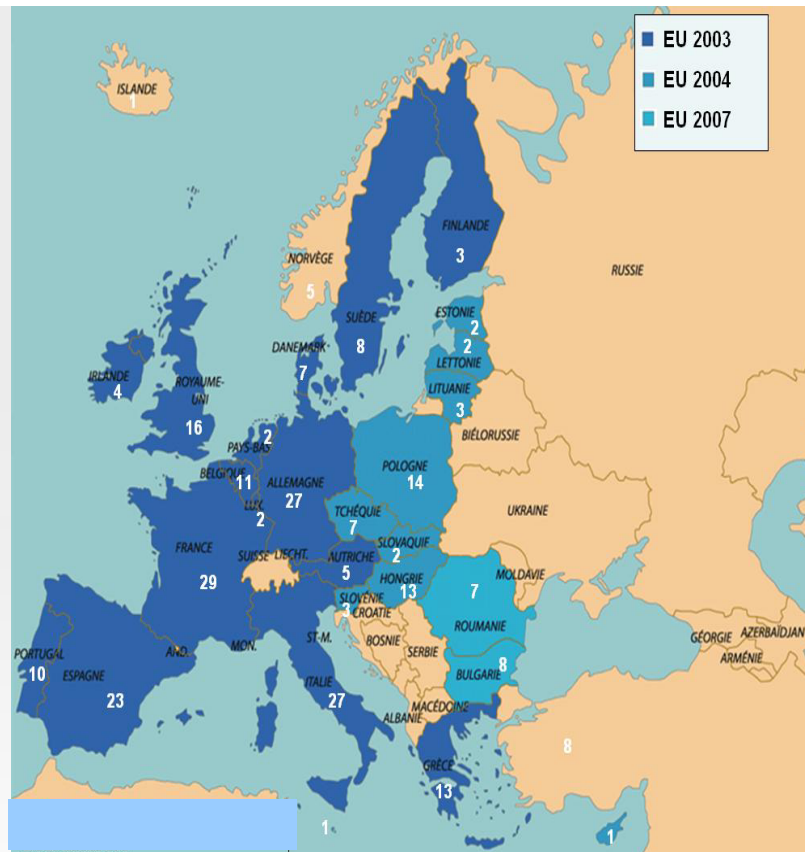 EU 2003
EU 2004
EU 2007
ISLANDE
1
FINLANDE
3
NORVÈGE
5
RUSSIE
SUÈDE
8
ESTONIE
2
2
LETTONIE
DANEMARK
7
LITUANIE
3
IRLANDE
4
ROYAUME-
UNI
16
BIÉLORUSSIE
PAYS-BAS
2
BELGIQUE
11
ALLEMAGNE
27
POLOGNE
14
LUX.
2
TCHÉQUIE
7
UKRAINE
SLOVAQUIE
2
FRANCE
29
SUISSE
LIECHT.
AUTRICHE
5
HONGRIE
13
MOLDAVIE
7
ROUMANIE
SLOVÉNIE
3
CROATIE
BOSNIE
SERBIE
ST-M.
MON.
AND.
PORTUGAL
10
ESPAGNE
23
ITALIE
27
BULGARIE
8
GÉORGIE
AZERBAÏDJAN
ARMÉNIE
MACÉDOINE
ALBANIE
GRÈCE
13
8
1
1